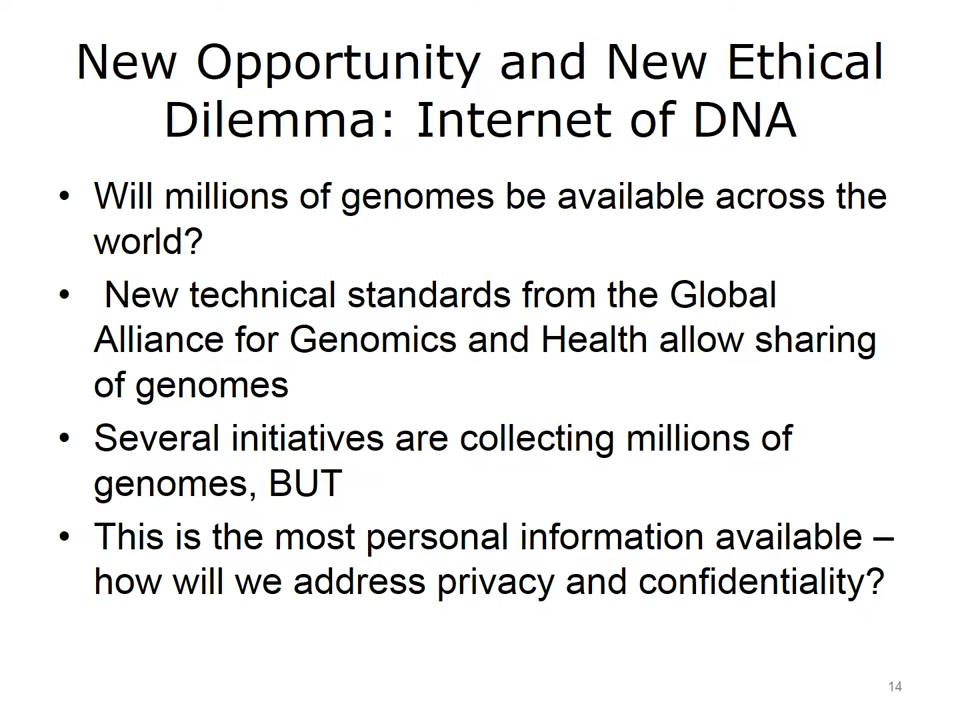 New Opportunity and New Ethical
Dilemma: Internet of DNA
• Will millions of genomes be available across the
world?
• New technical standards from the Global
Alliance for Genomics and Health allow sharing
of genomes
• Several initiatives are collecting millions of
genomes, BUT
• This is the most personal information available –
how will we address privacy and confidentiality?
14